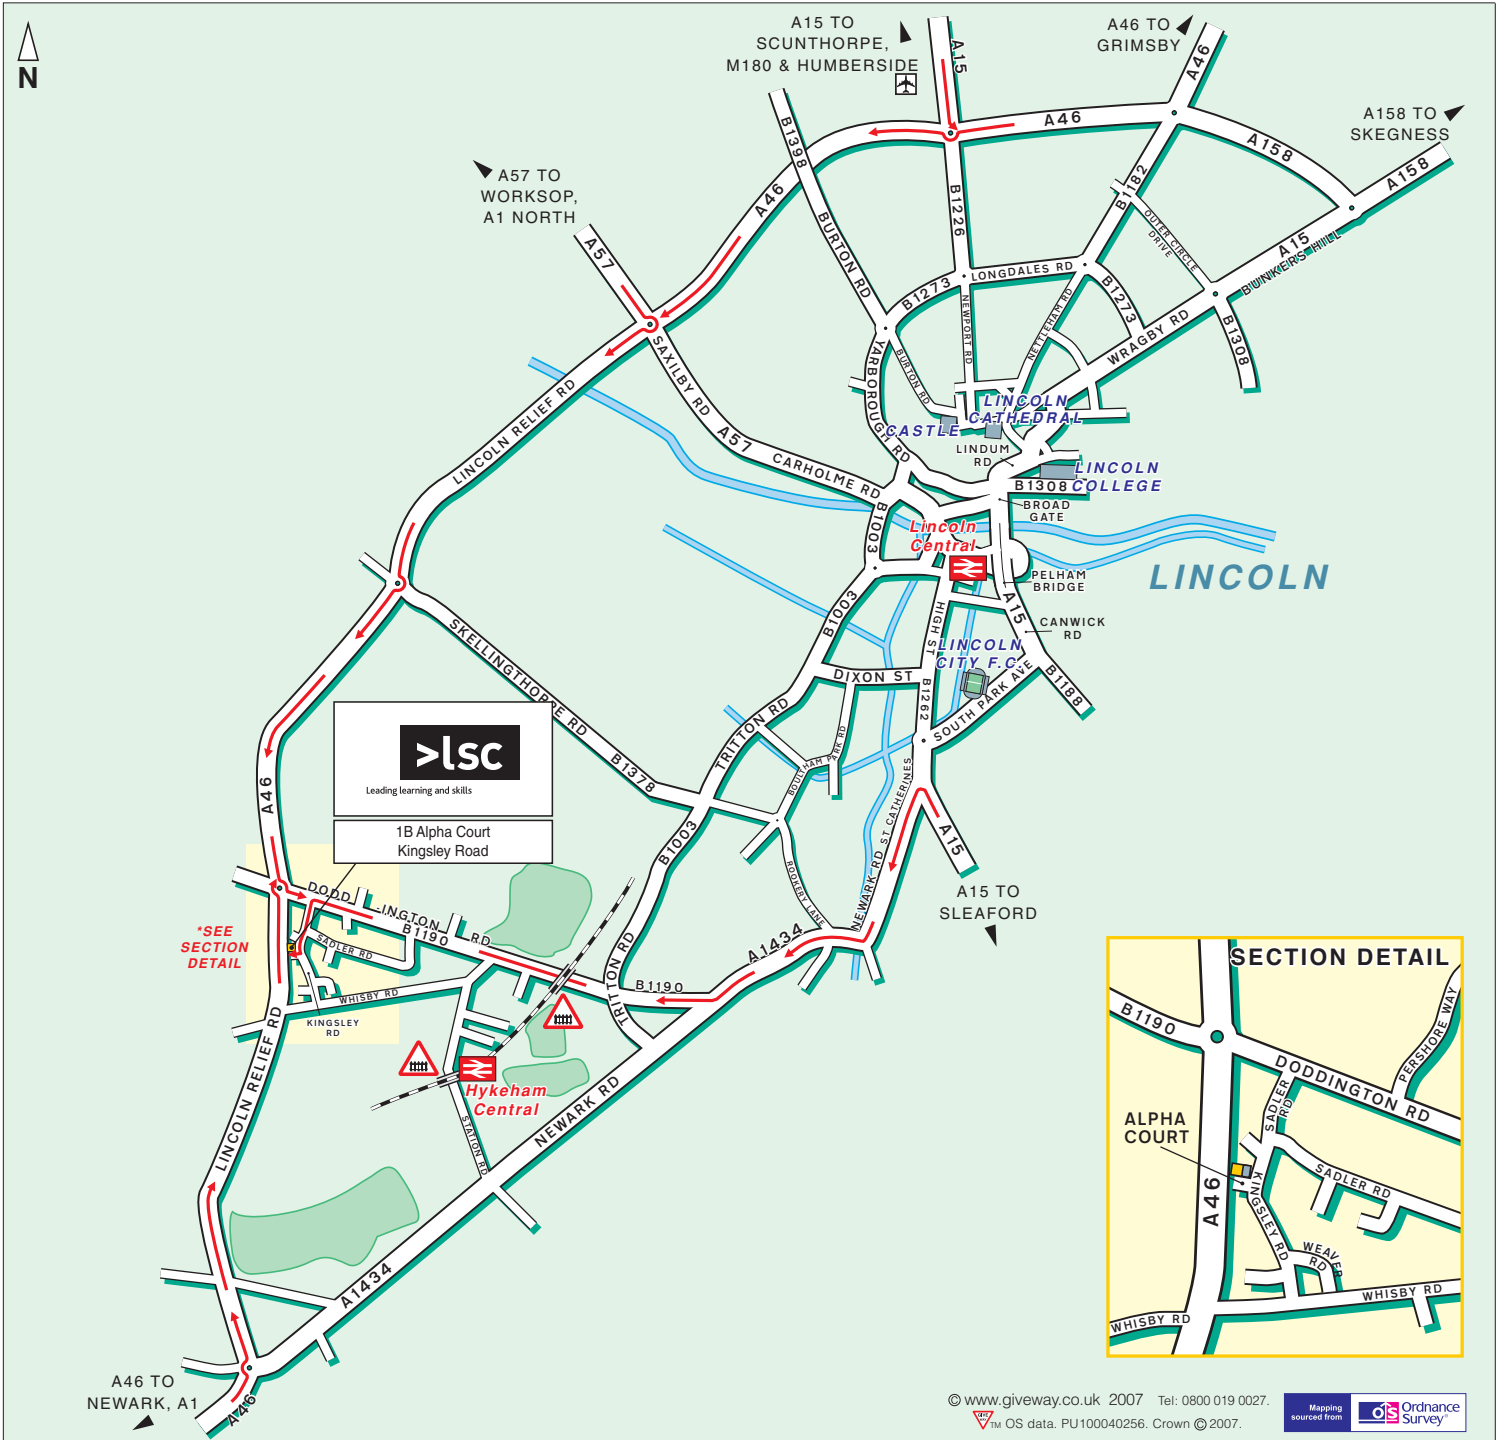 N
A15 TO
SCUNTHORPE,
M180 & HUMBERSIDE
A15
A46 TO
GRIMSBY
A46
A158 TO
SKEGNESS
A158
A158
A46
A57 TO
WORKSOP,
A1 NORTH
A57
B1398
A46
BURTON RD
B1226
B1182
OUTER CIRCLE
DRIVE
A15
BUNKERS HILL
LONGDALES RD
B1273
B1273
NEWPORT RD
NETTLEHAM RD
WRAGBY RD
B1308
SAXILBY RD
A57
CARHOLME RD
YARBOROUGH RD
BURTON RD
LINCOLN
CATHEDRAL
CASTLE
LINDUM
RD
LINCOLN
COLLEGE
B1308
BROAD
GATE
LINCOLN RELIEF RD
B1003
Lincoln
Central
PELHAM
BRIDGE
LINCOLN
A15
CANWICK
RD
B1003
HIGH ST
LINCOLN
CITY F.C.
B1188
DIXON ST
B1262
SOUTH PARK AVE
SKELLINGTHORPE RD
B1378
TRITTON RD
BOULTHAM PARK RD
ST CATHERINES
>lsc
Leading learning and skills
1B Alpha Court
Kingsley Road
A46
B1003
ROOKERY LANE
NEWARK RD
A15
A15 TO
SLEAFORD
*SEE
SECTION
DETAIL
DODD
-INGTON
RD
B1190
SADLER RD
WHISBY RD
KINGSLEY
RD
TRITTON RD
A1434
B1190
TRITTON RD
Hykeham
Central
STATION RD
NEWARK RD
LINCOLN RELIEF RD
A1434
A46 TO
NEWARK, A1
A46
SECTION DETAIL
B1190
DODDINGTON RD
PERSHORE WAY
SADLER
RD
ALPHA
COURT
SADLER RD
A46
KINGSLEY RD
WEAVER
RD
WHISBY RD
WHISBY RD
© www.giveway.co.uk 2007 Tel: 0800 019 0027.
GIVE WAY TM OS data. PU100040256. Crown © 2007.
Mapping
sourced from
OS Ordnance
Survey®